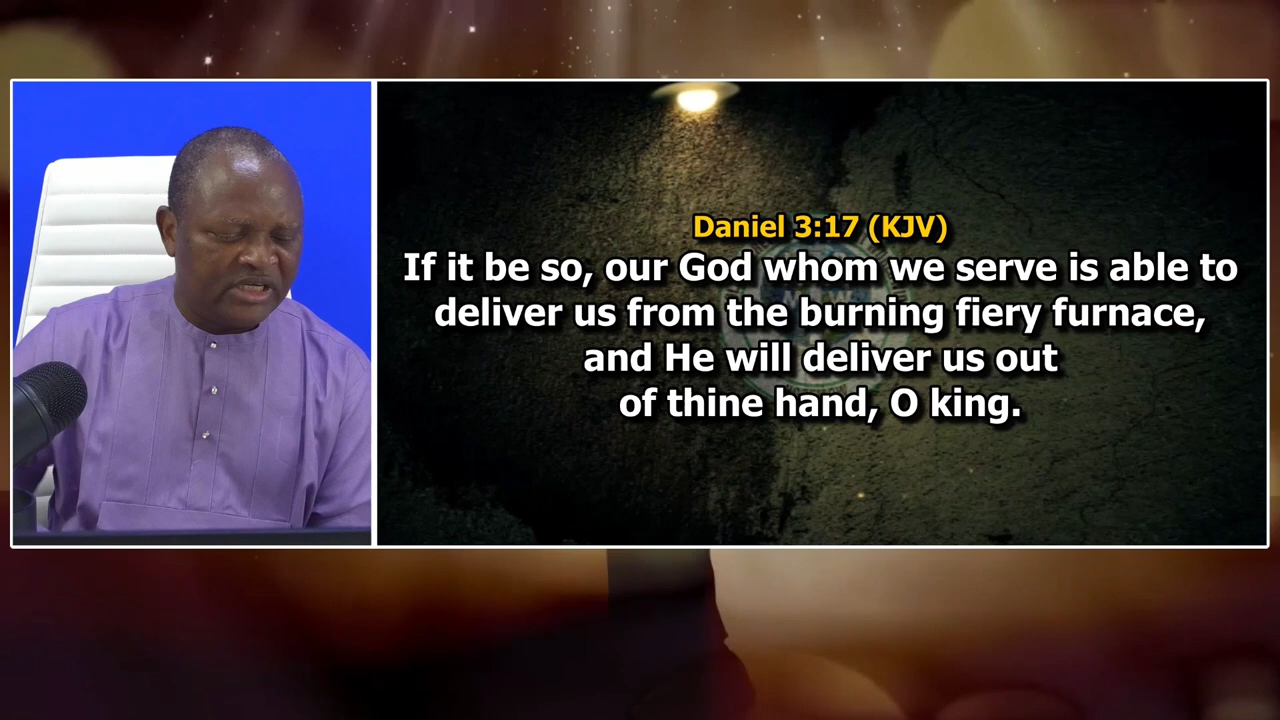 Daniel 3:17 (KJV)
If it be so, our God whom we serve is able to
deliver us from the burning fiery furnace,
and He will deliver us out
of thine hand, O king.